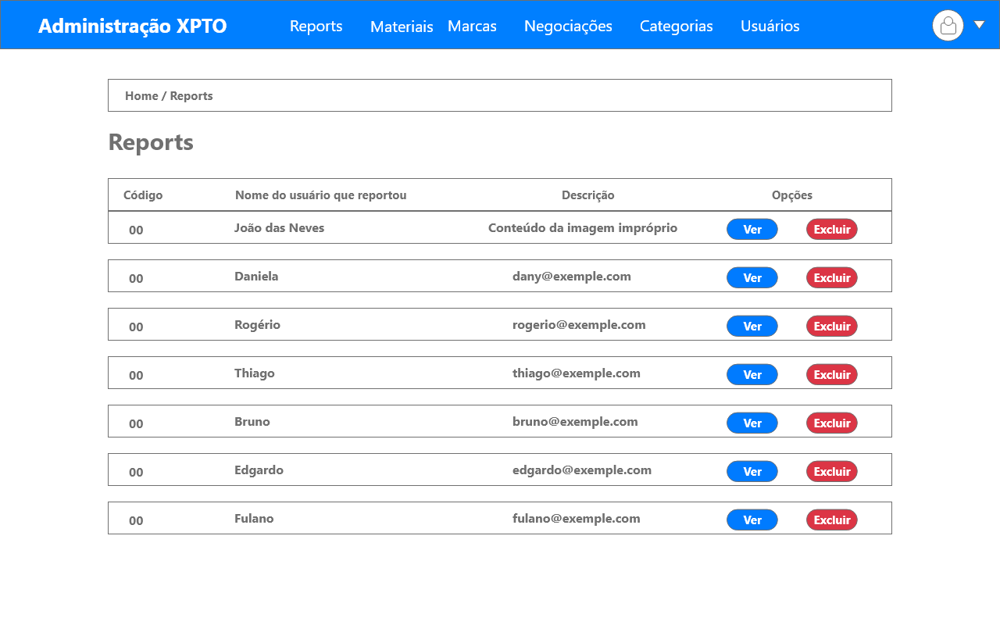 Administração XPTO Reports Materiais Marcas Negociações Categorias Usuários
Home / Reports
Reports
Código Nome do usuário que reportou Descrição Opções
00 João das Neves Conteúdo da imagem impróprio Ver Excluir
00 Daniela dany@exemple.com Ver Excluir
00 Rogério rogerio@exemple.com Ver Excluir
00 Thiago thiago@exemple.com Ver Excluir
00 Bruno bruno@exemple.com Ver Excluir
00 Edgardo edgardo@exemple.com Ver Excluir
00 Fulano fulano@exemple.com Ver Excluir